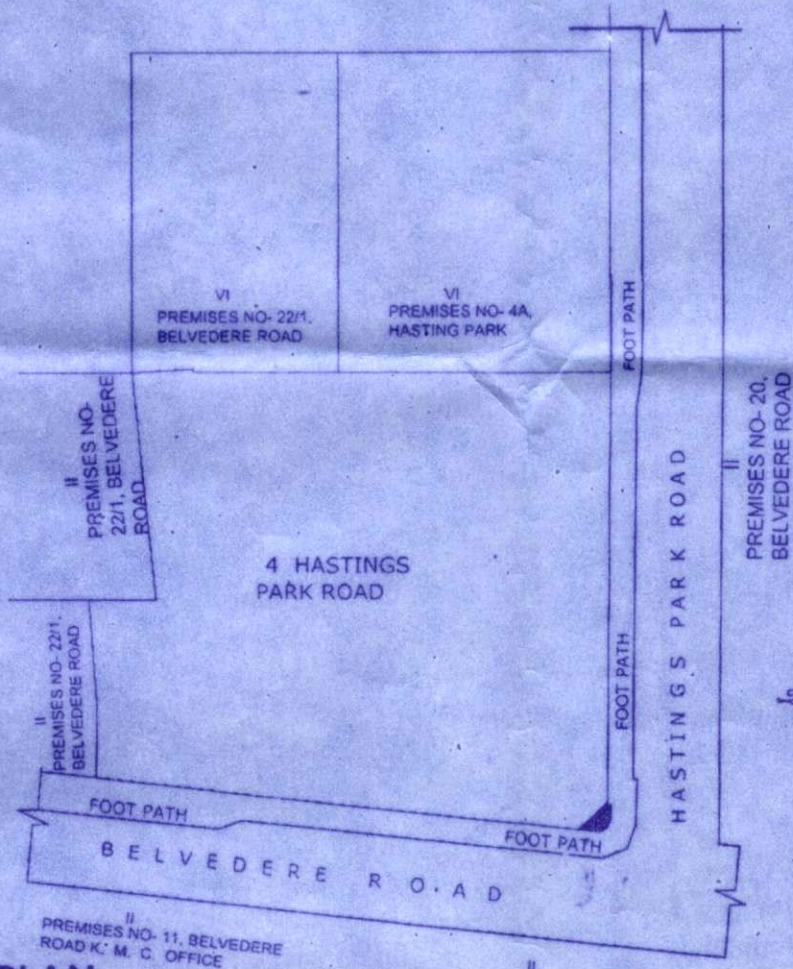 VI
PREMISES NO- 22/1,
BELVEDERE ROAD
VI
PREMISES NO- 4A,
HASTING PARK
FOOT PATH
II
PREMISES NO-
22/1, BELVEDERE
ROAD
II
PREMISES NO- 20,
BELVEDERE ROAD
4 HASTINGS
PARK ROAD
HASTINGS PARK ROAD
FOOT PATH
II
PREMISES NO- 22/1,
BELVEDERE ROAD
FOOT PATH
FOOT PATH
BELVEDERE ROAD
II
PREMISES NO- 11, BELVEDERE
ROAD K. M. C. OFFICE
II